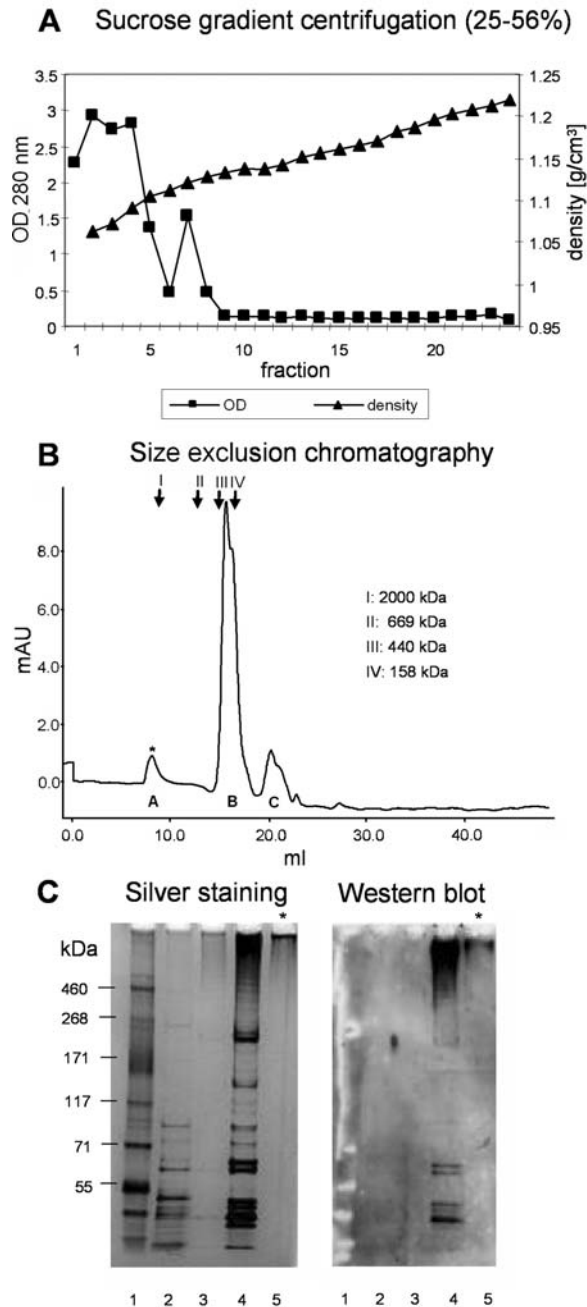 A Sucrose gradient centrifugation (25-56%)
3.5
3
2.5
2
1.5
1
0.5
0
OD 280 nm
1.25
1.2
1.15
1.1
1.05
1
0.95
density [g/cm³]
1 5 10 15 20
fraction
OD density
B Size exclusion chromatography
I II III IV
8.0
6.0
4.0
2.0
0.0
mAU
I: 2000 kDa
II: 669 kDa
III: 440 kDa
IV: 158 kDa
*
A B C
0.0 10.0 20.0 30.0 40.0
ml
C Silver staining Western blot
* *
kDa
460
268
171
117
71
55
1 2 3 4 5 1 2 3 4 5